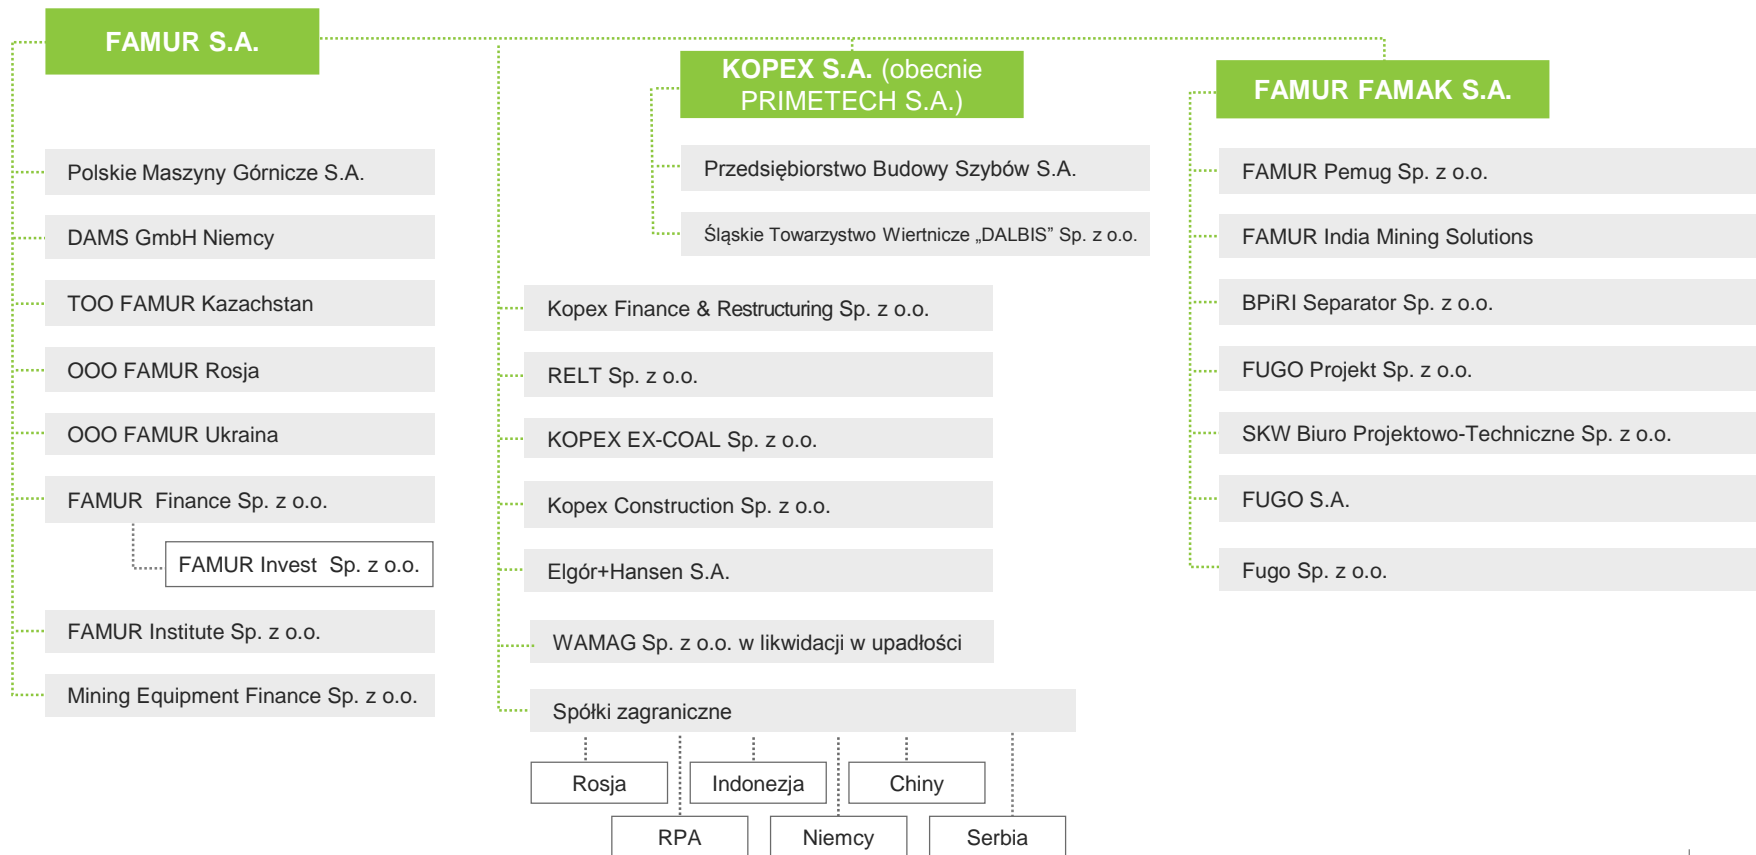 FAMUR S.A.
Polskie Maszyny Górnicze S.A.
DAMS GmbH Niemcy
TOO FAMUR Kazachstan
OOO FAMUR Rosja
OOO FAMUR Ukraina
FAMUR Finance Sp. z o.o.
FAMUR Invest Sp. z o.o.
FAMUR Institute Sp. z o.o.
Mining Equipment Finance Sp. z o.o.
KOPEX S.A. (obecnie
PRIMETECH S.A.)
Przedsiębiorstwo Budowy Szybów S.A.
Śląskie Towarzystwo Wiertnicze „DALBIS” Sp. z o.o.
Kopex Finance & Restructuring Sp. z o.o.
RELT Sp. z o.o.
KOPEX EX-COAL Sp. z o.o.
Kopex Construction Sp. z o.o.
Elgór+Hansen S.A.
WAMAG Sp. z o.o. w likwidacji w upadłości
Spółki zagraniczne
Rosja
Indonezja
Chiny
RPA
Niemcy
Serbia
FAMUR FAMAK S.A.
FAMUR Pemug Sp. z o.o.
FAMUR India Mining Solutions
BPiRI Separator Sp. z o.o.
FUGO Projekt Sp. z o.o.
SKW Biuro Projektowo-Techniczne Sp. z o.o.
FUGO S.A.
Fugo Sp. z o.o.